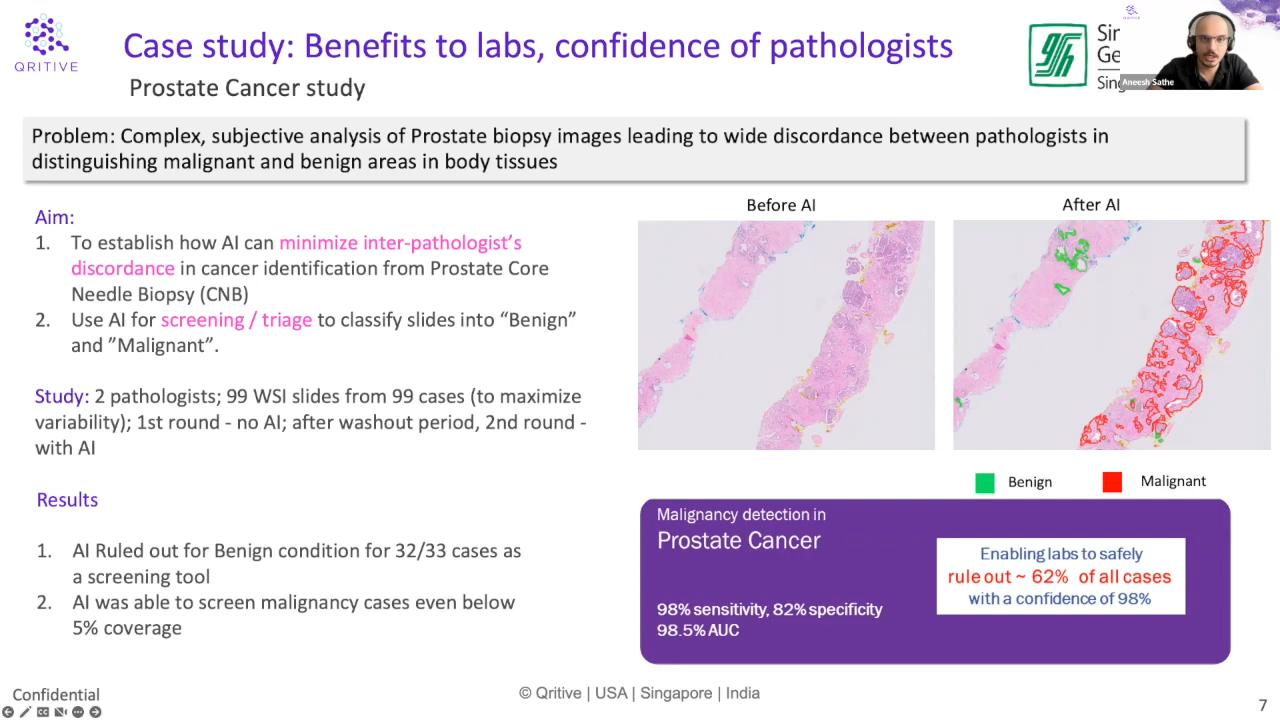 QRITIVE
Case study: Benefits to labs, confidence of pathologists
Prostate Cancer study
Aneesh Sathe
Problem: Complex, subjective analysis of Prostate biopsy images leading to wide discordance between pathologists in
distinguishing malignant and benign areas in body tissues
Aim:
1. To establish how AI can minimize inter-pathologist's
discordance in cancer identification from Prostate Core
Needle Biopsy (CNB)
2. Use AI for screening / triage to classify slides into “Benign”
and ”Malignant”.
Study: 2 pathologists; 99 WSI slides from 99 cases (to maximize
variability); 1st round - no AI; after washout period, 2nd round -
with AI
Results
1. AI Ruled out for Benign condition for 32/33 cases as
a screening tool
2. AI was able to screen malignancy cases even below
5% coverage
Before AI
After AI
Benign
Malignant
Malignancy detection in
Prostate Cancer
98% sensitivity, 82% specificity
98.5% AUC
Enabling labs to safely
rule out ~ 62% of all cases
with a confidence of 98%
Confidential
© Qritive | USA | Singapore | India
7